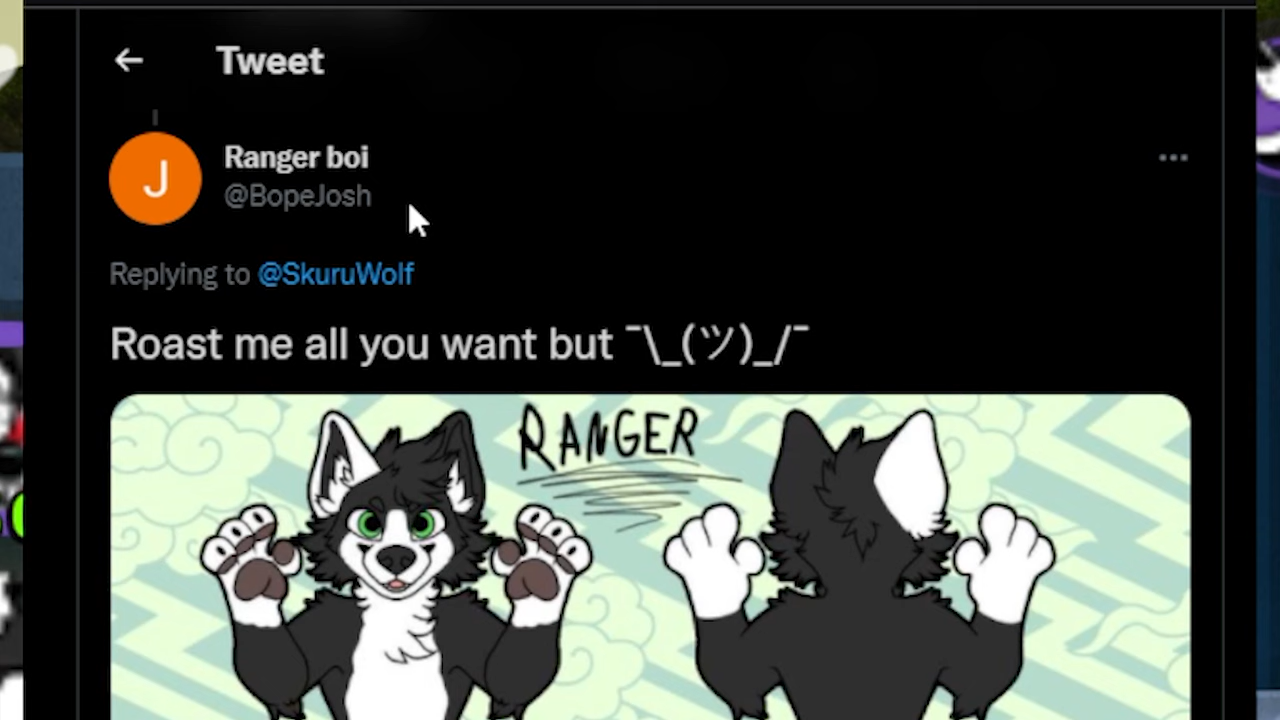 Tweet
J
Ranger boi
@BopeJosh
Replying to @SkuruWolf
Roast me all you want but ¯\_(ツ)_/¯
RANGER